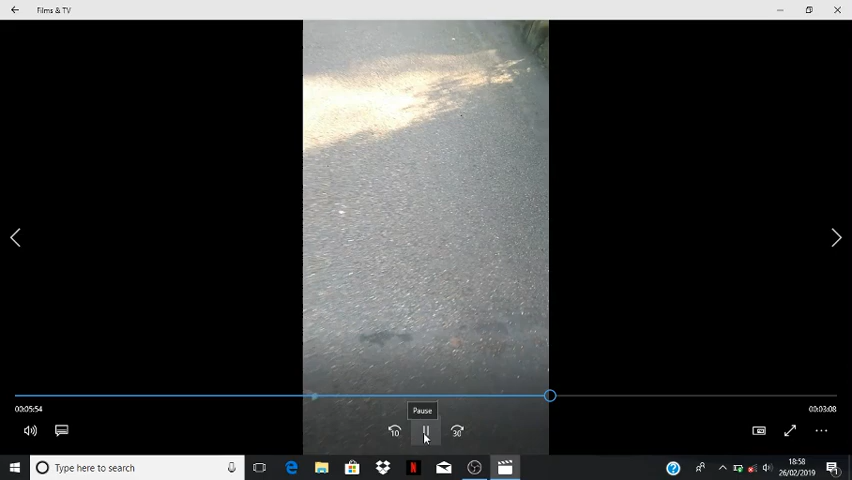 Films & TV
Pause
00:05:54
00:03:08
10
30
Type here to search
18:58
26/02/2019